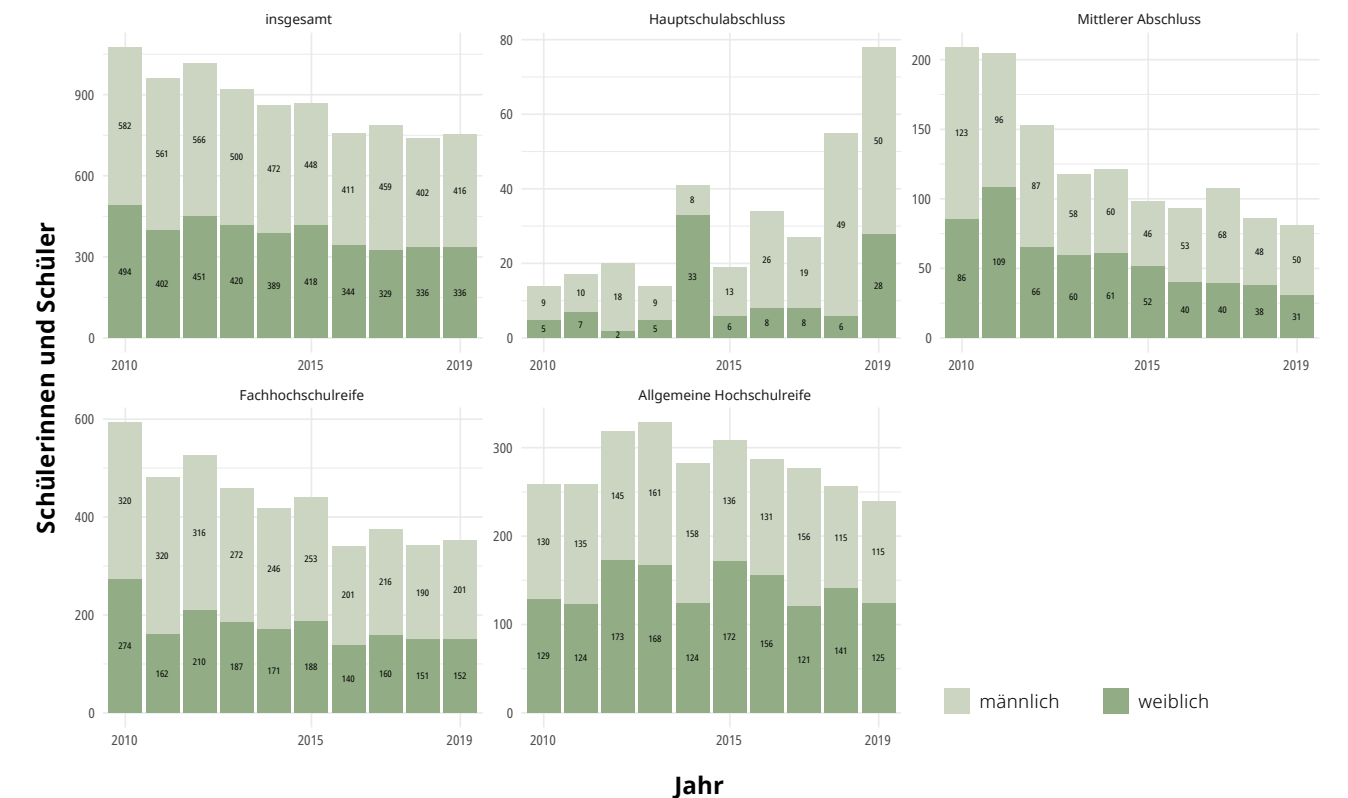 insgesamt
Hauptschulabschluss
Mittlerer Abschluss
Schülerinnen und Schüler
900
600
300
0
582 561 566 500 472 448 411 459 402 416
494 402 451 420 389 418 344 329 336 336
2010 2015 2019
80
60
40
20
0
9 10 18 9 8 13 26 19 49 50
5 7 2 5 33 6 8 8 6 28
2010 2015 2019
200
150
100
50
0
123 96 87 58 60 46 53 68 48 50
86 109 66 60 61 52 40 40 38 31
2010 2015 2019
Fachhochschulreife
Allgemeine Hochschulreife
600
400
200
0
320 320 316 272 246 253 201 216 190 201
274 162 210 187 171 188 140 160 151 152
2010 2015 2019
300
200
100
0
130 135 145 161 158 136 131 156 115 115
129 124 173 168 124 172 156 121 141 125
2010 2015 2019
männlich weiblich
Jahr